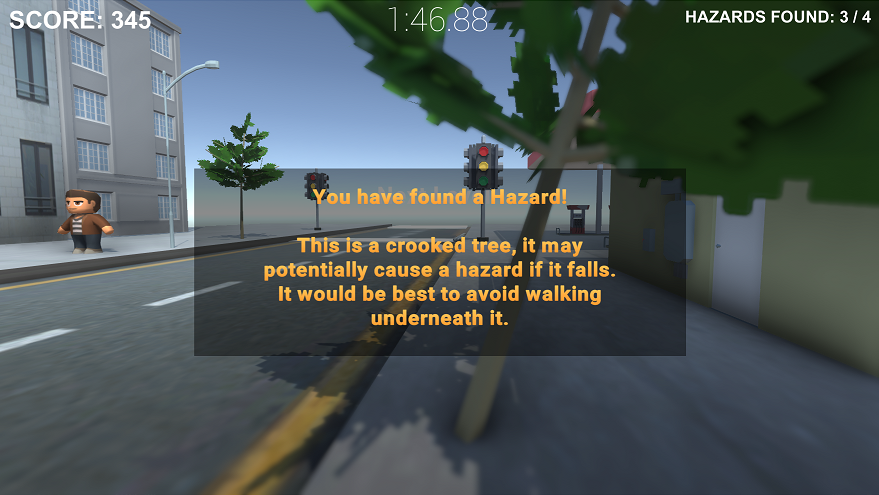 SCORE: 345
1:46.88
HAZARDS FOUND: 3 / 4
You have found a Hazard!
This is a crooked tree, it may
potentially cause a hazard if it falls.
It would be best to avoid walking
underneath it.